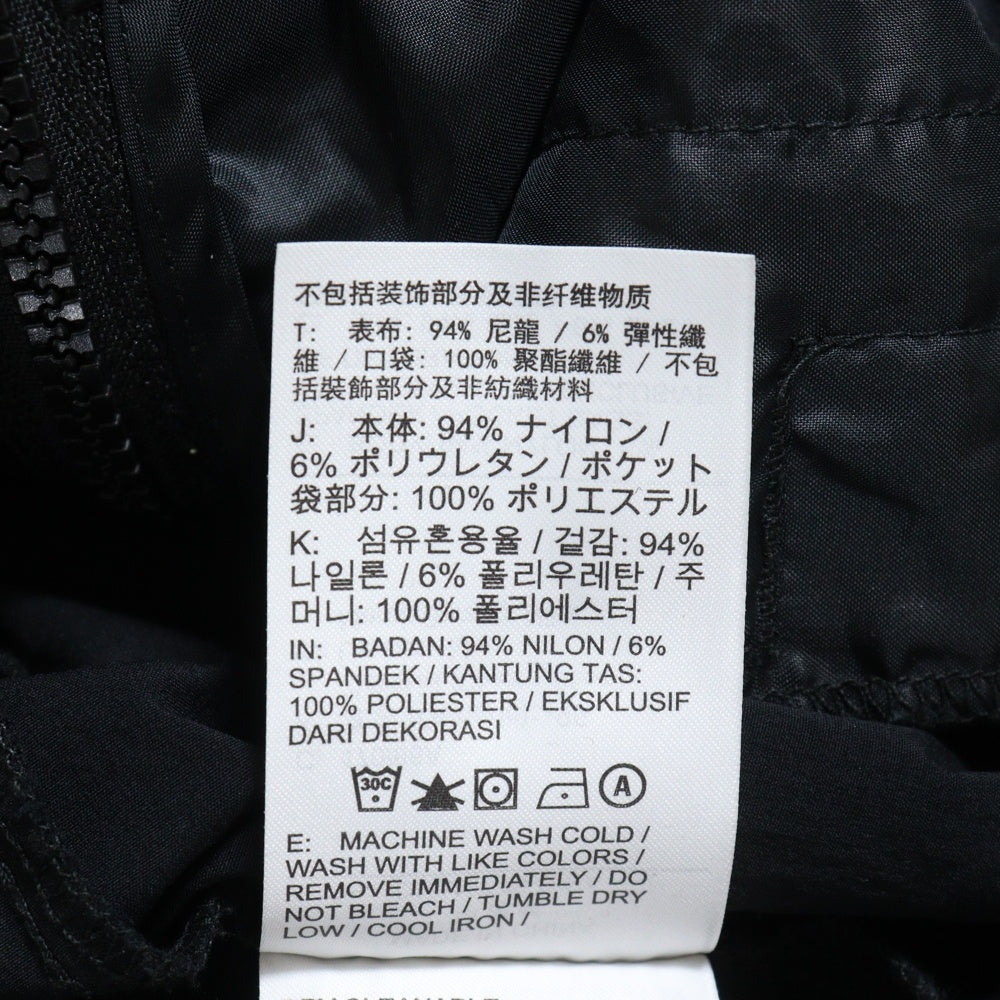 不包括装饰部分及非纤维物质
T: 表布: 94% 尼龍 / 6% 彈性纖
維 / 口袋: 100% 聚酯纖維 / 不包
括裝飾部分及非紡織材料
J: 本体: 94% ナイロン /
6% ポリウレタン / ポケット
袋部分: 100% ポリエステル
K: 섬유혼용율 / 겉감: 94%
나일론 / 6% 폴리우레탄 / 주
머니: 100% 폴리에스터
IN: BADAN: 94% NILON / 6%
SPANDEK / KANTUNG TAS:
100% POLIESTER / EKSKLUSIF
DARI DEKORASI
30C A
E: MACHINE WASH COLD /
WASH WITH LIKE COLORS /
REMOVE IMMEDIATELY / DO
NOT BLEACH / TUMBLE DRY
LOW / COOL IRON /